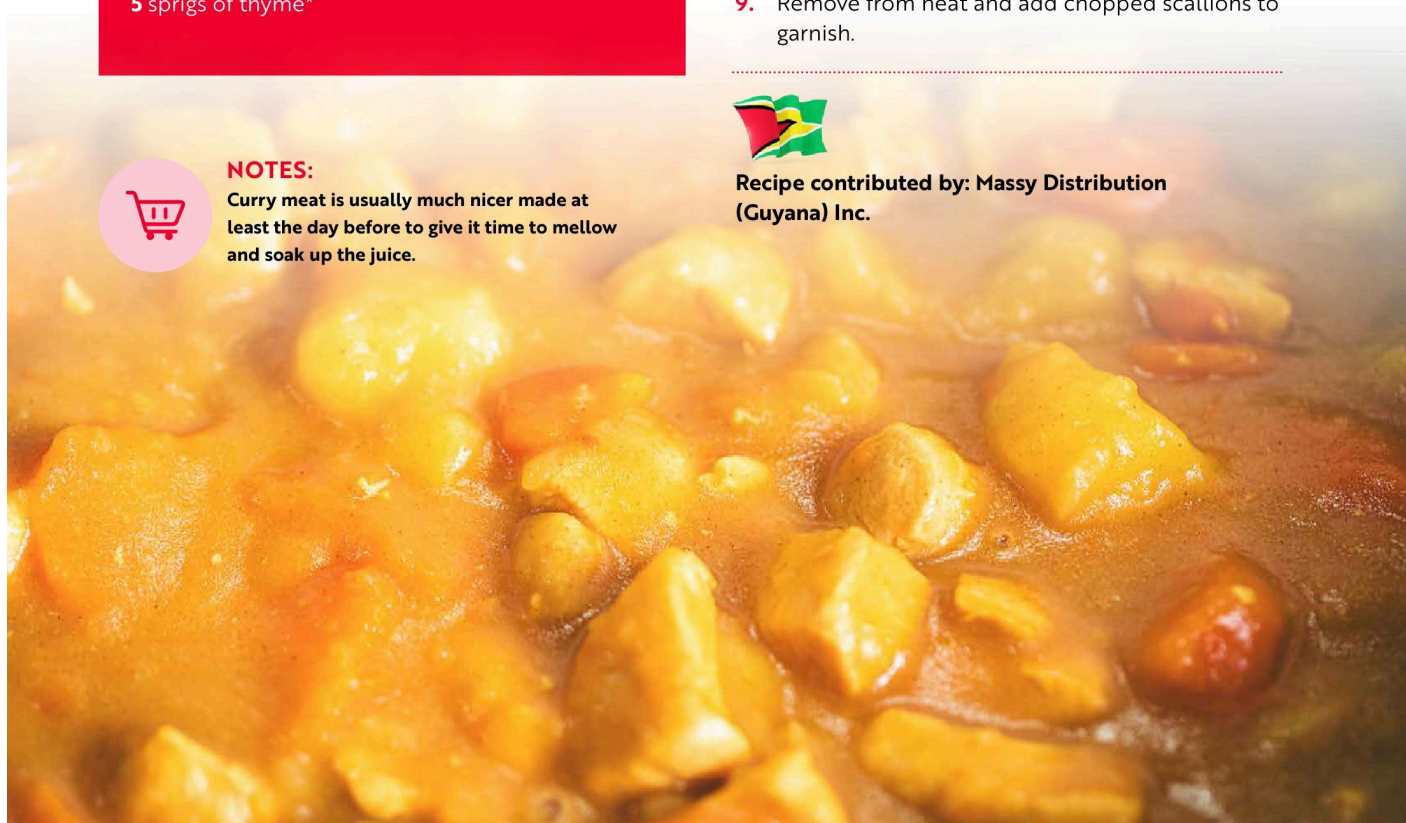 5 sprigs of thyme*
9. Remove from heat and add chopped scallions to
garnish.
NOTES:
Curry meat is usually much nicer made at
least the day before to give it time to mellow
and soak up the juice.
Recipe contributed by: Massy Distribution
(Guyana) Inc.